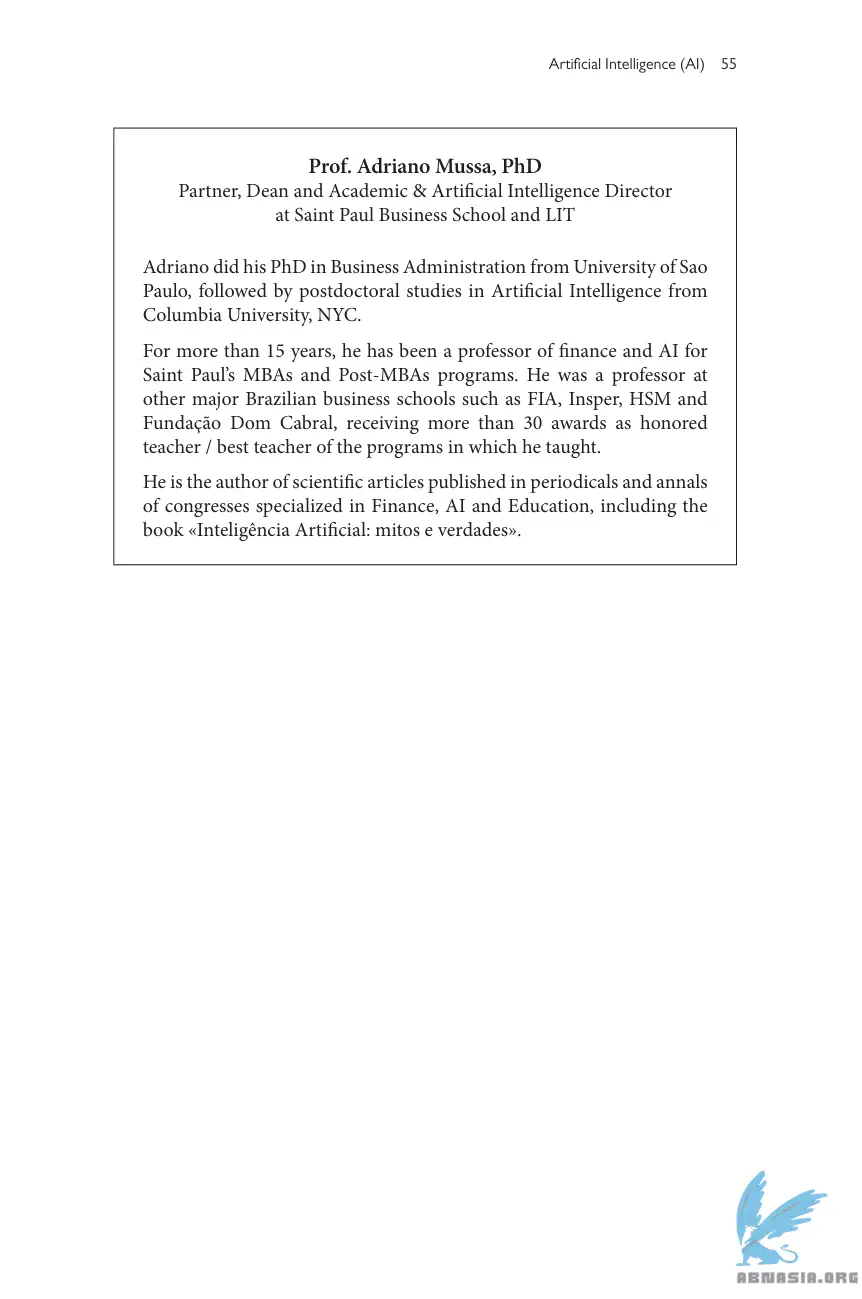 Artificial Intelligence (AI) 55
Prof. Adriano Mussa, PhD
Partner, Dean and Academic & Artificial Intelligence Director
at Saint Paul Business School and LIT
Adriano did his PhD in Business Administration from University of Sao
Paulo, followed by postdoctoral studies in Artificial Intelligence from
Columbia University, NYC.
For more than 15 years, he has been a professor of finance and AI for
Saint Paul’s MBAs and Post-MBAs programs. He was a professor at
other major Brazilian business schools such as FIA, Insper, HSM and
Fundação Dom Cabral, receiving more than 30 awards as honored
teacher / best teacher of the programs in which he taught.
He is the author of scientific articles published in periodicals and annals
of congresses specialized in Finance, AI and Education, including the
book «Inteligência Artificial: mitos e verdades».
ABNASIA.ORG